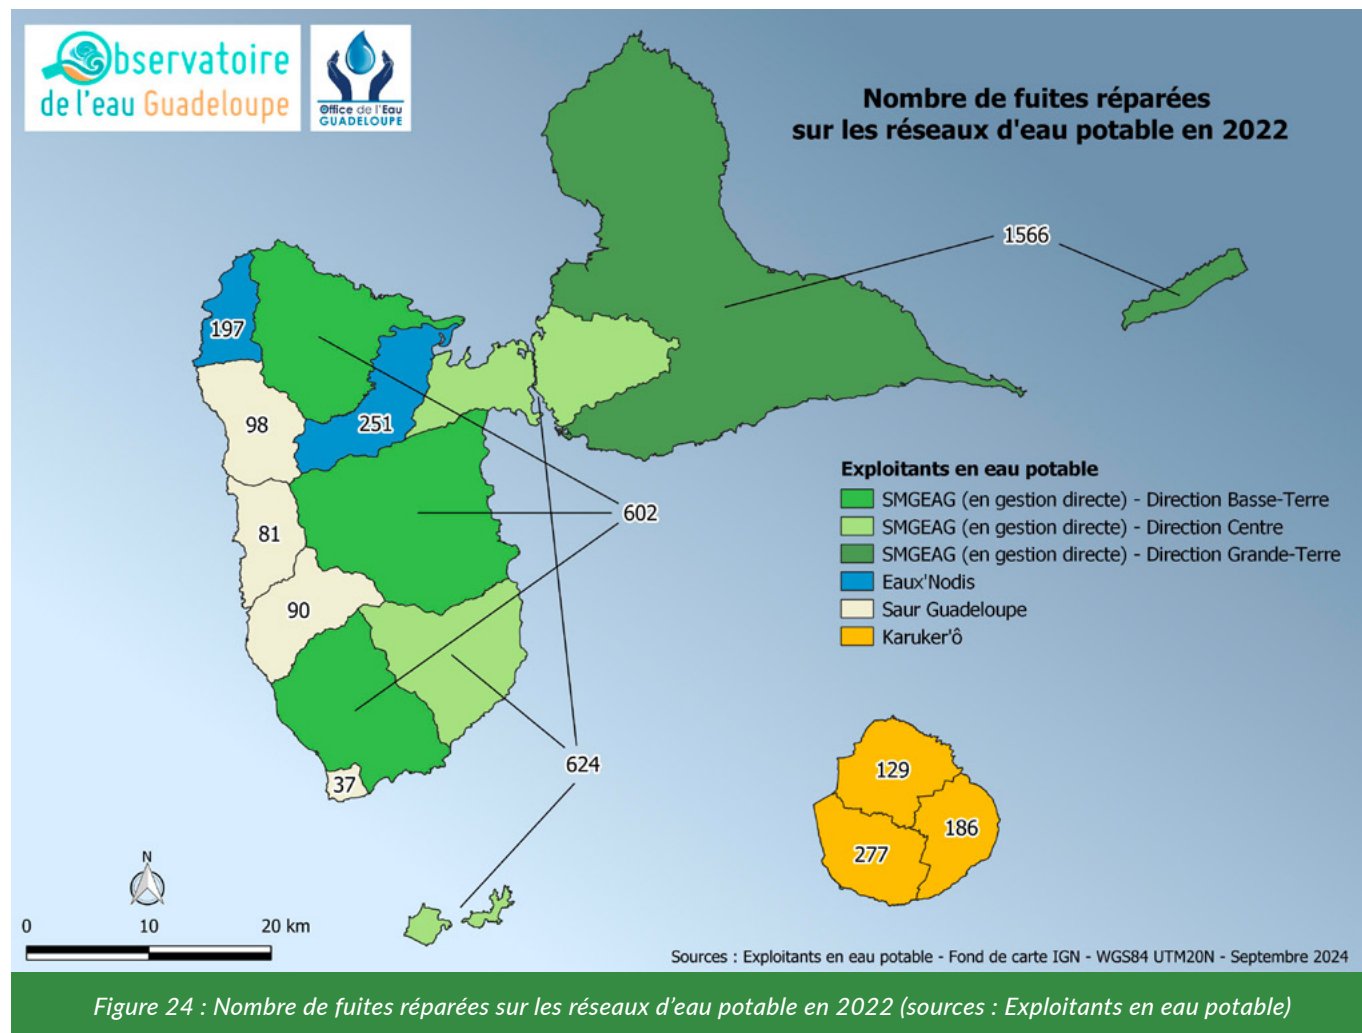 Observatoire
de l'eau Guadeloupe
Office de l'Eau
GUADELOUPE
Nombre de fuites réparées
sur les réseaux d'eau potable en 2022
1566
197
98
251
602
81
90
624
37
Exploitants en eau potable
SMGEAG (en gestion directe) - Direction Basse-Terre
SMGEAG (en gestion directe) - Direction Centre
SMGEAG (en gestion directe) - Direction Grande-Terre
Eaux'Nodis
Saur Guadeloupe
Karuker'ô
129
186
277
N
0 10 20 km
Sources : Exploitants en eau potable - Fond de carte IGN - WGS84 UTM20N - Septembre 2024
Figure 24 : Nombre de fuites réparées sur les réseaux d'eau potable en 2022 (sources : Exploitants en eau potable)